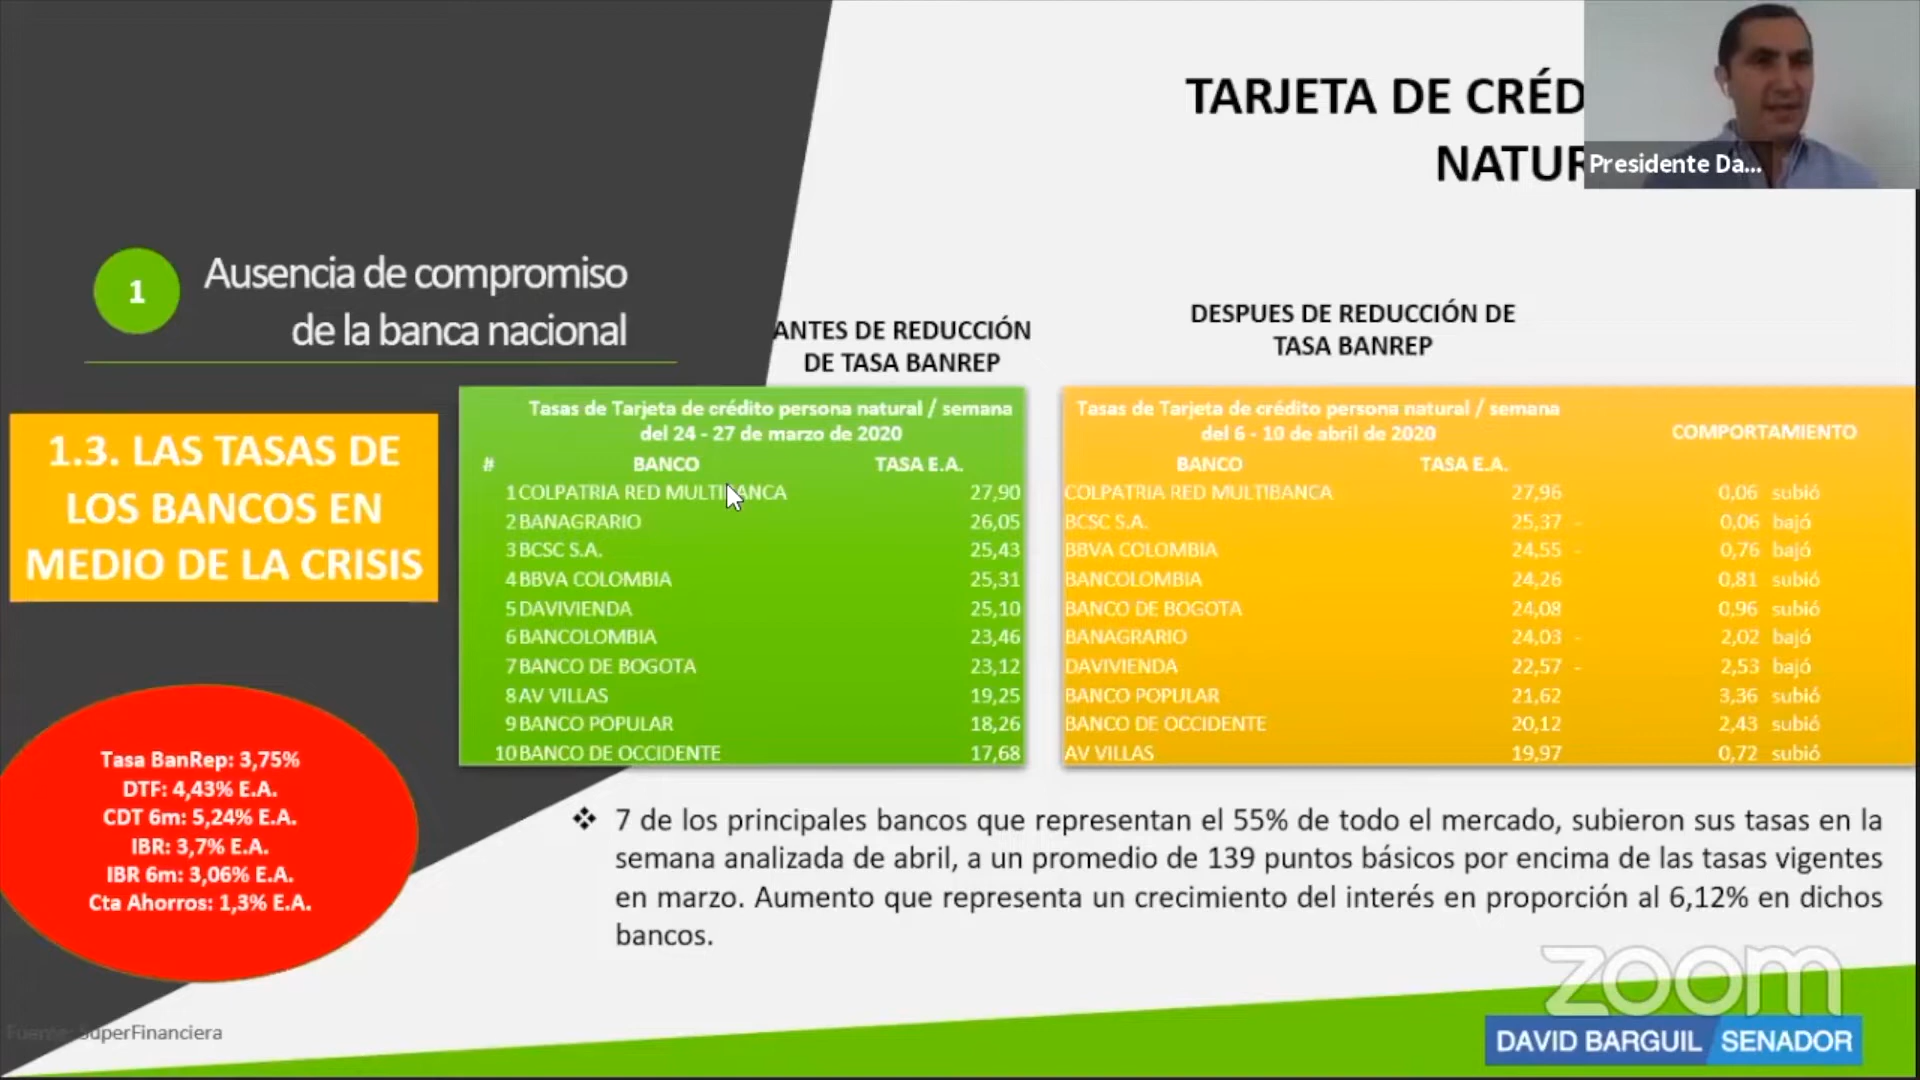 TARJETA DE CRÉD
NATUR
Presidente Da...
1
Ausencia de compromiso
de la banca nacional
ANTES DE REDUCCIÓN
DE TASA BANREP
DESPUES DE REDUCCIÓN DE
TASA BANREP
1.3. LAS TASAS DE
LOS BANCOS EN
MEDIO DE LA CRISIS
Tasas de Tarjeta de crédito persona natural / semana
del 24 - 27 de marzo de 2020
# BANCO TASA E.A.
1 COLPATRIA RED MULTIBANCA 27,90
2 BANAGRARIO 26,05
3 BCSC S.A. 25,43
4 BBVA COLOMBIA 25,31
5 DAVIVIENDA 25,10
6 BANCOLOMBIA 23,46
7 BANCO DE BOGOTA 23,12
8 AV VILLAS 19,25
9 BANCO POPULAR 18,26
10 BANCO DE OCCIDENTE 17,68
Tasas de Tarjeta de crédito persona natural / semana
del 6 - 10 de abril de 2020
COMPORTAMIENTO
BANCO TASA E.A.
COLPATRIA RED MULTIBANCA 27,96 0,06 subió
BCSC S.A. 25,37 - 0,06 bajó
BBVA COLOMBIA 24,55 - 0,76 bajó
BANCOLOMBIA 24,26 0,81 subió
BANCO DE BOGOTA 24,08 0,96 subió
BANAGRARIO 24,03 - 2,02 bajó
DAVIVIENDA 22,57 - 2,53 bajó
BANCO POPULAR 21,62 3,36 subió
BANCO DE OCCIDENTE 20,12 2,43 subió
AV VILLAS 19,97 0,72 subió
Tasa BanRep: 3,75%
DTF: 4,43% E.A.
CDT 6m: 5,24% E.A.
IBR: 3,7% E.A.
IBR 6m: 3,06% E.A.
Cta Ahorros: 1,3% E.A.
❖ 7 de los principales bancos que representan el 55% de todo el mercado, subieron sus tasas en la
semana analizada de abril, a un promedio de 139 puntos básicos por encima de las tasas vigentes
en marzo. Aumento que representa un crecimiento del interés en proporción al 6,12% en dichos
bancos.
Fuente: SuperFinanciera
zoom
DAVID BARGUIL SENADOR